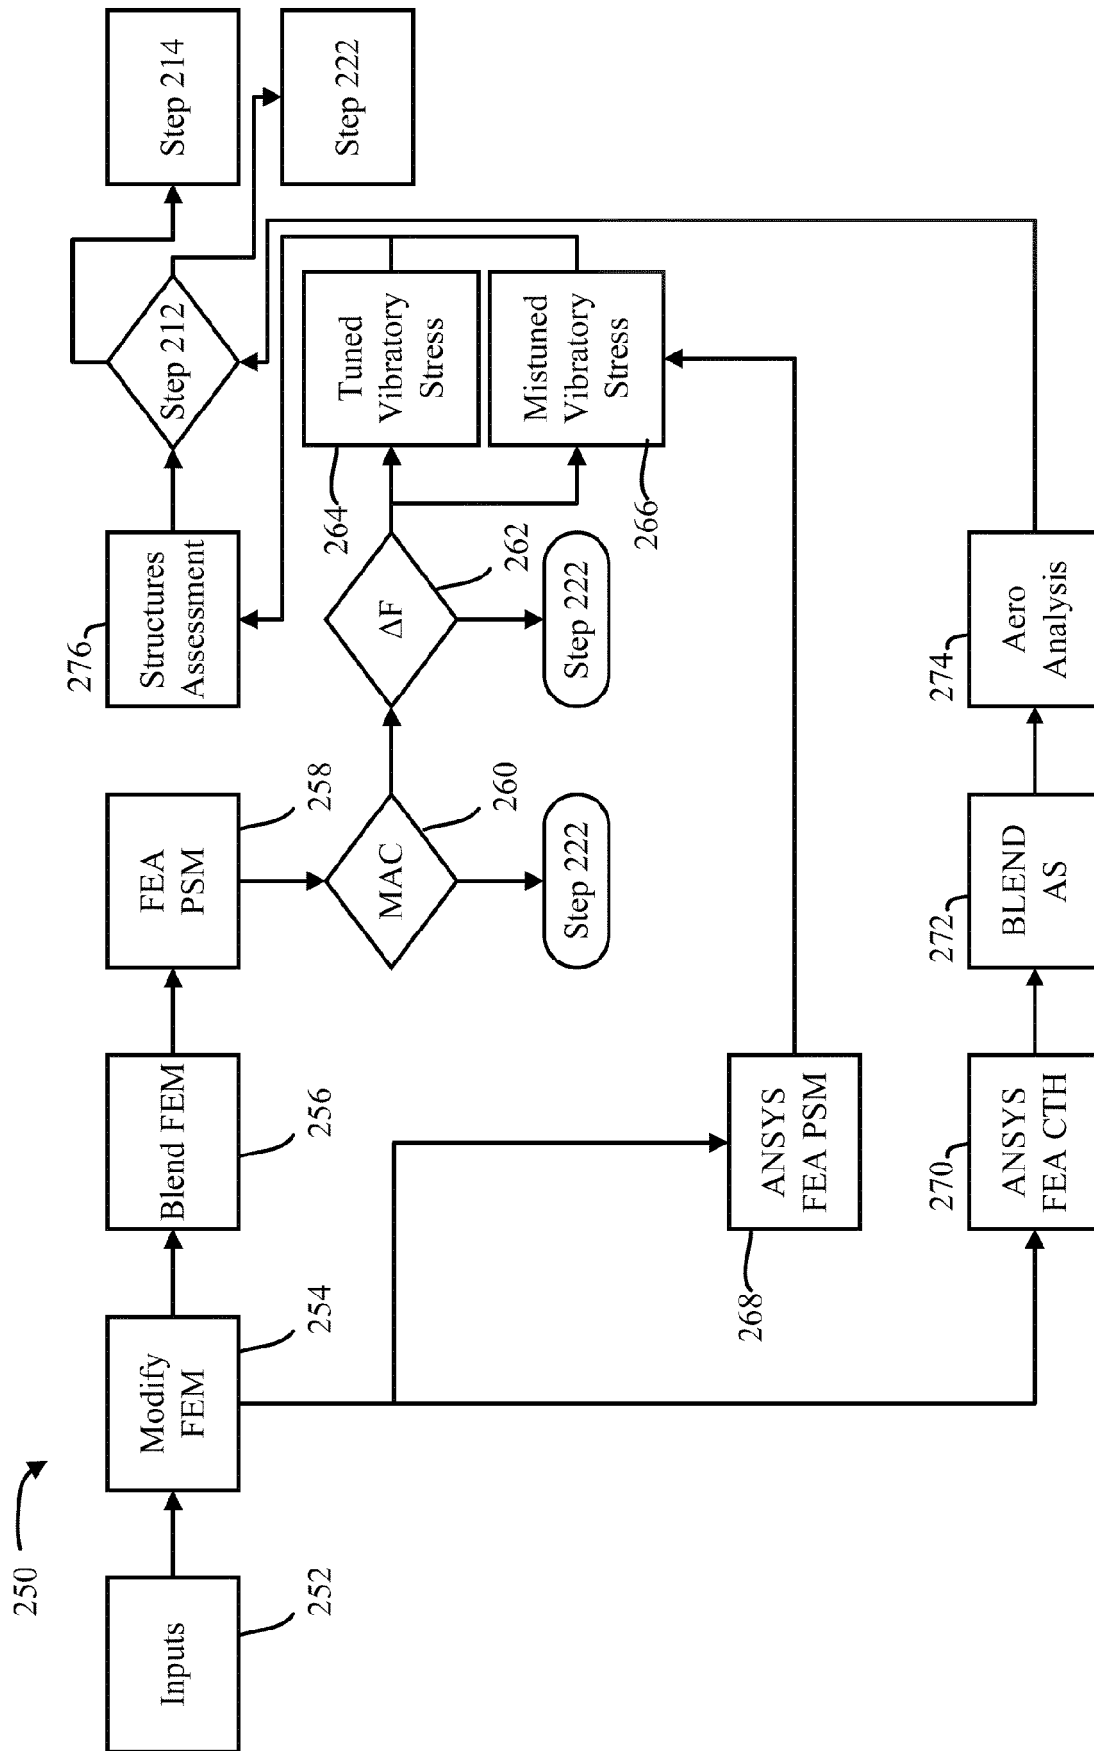 250
Inputs
252
Modify
FEM
254
Blend FEM
256
FEA
PSM
258
MAC
260
Step 222
ΔF
262
Step 222
Tuned
Vibratory
Stress
264
Mistuned
Vibratory
Stress
266
Structures
Assessment
276
Step 212
Step 214
Step 222
ANSYS
FEA PSM
268
ANSYS
FEA CTH
270
BLEND
AS
272
Aero
Analysis
274